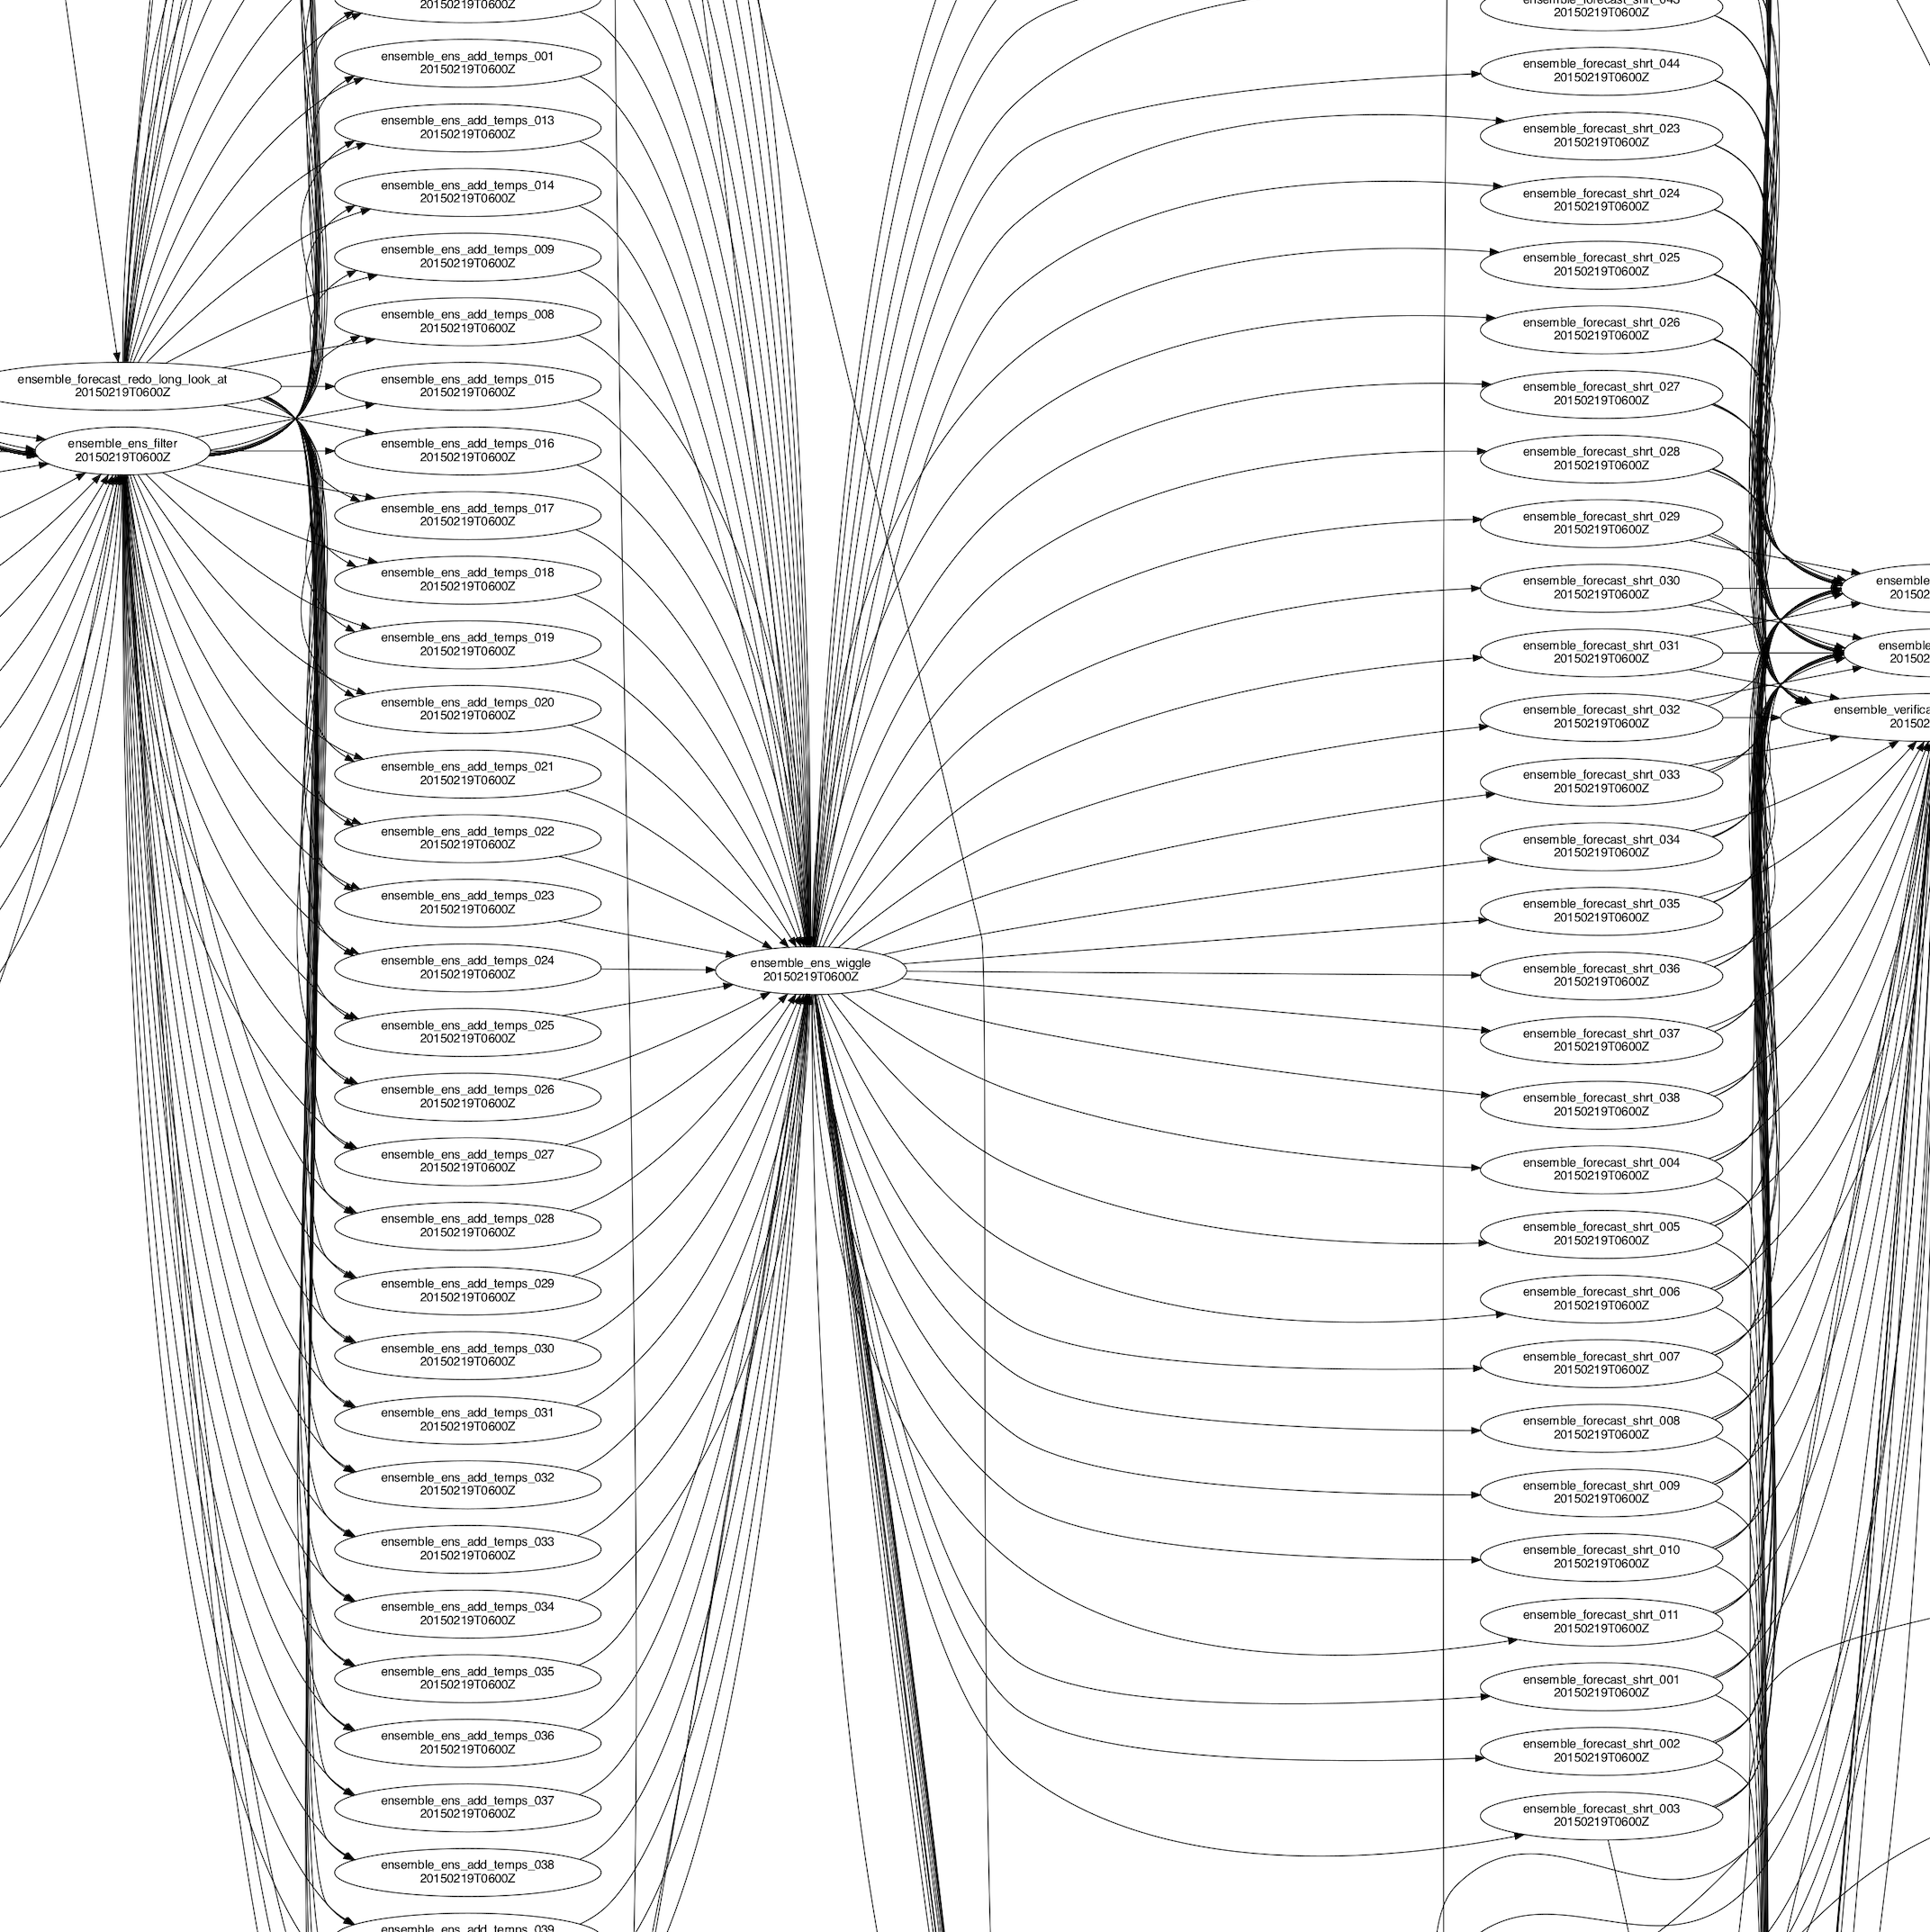 20150219T0600Z
ensemble_ens_add_temps_001
20150219T0600Z
ensemble_ens_add_temps_013
20150219T0600Z
ensemble_ens_add_temps_014
20150219T0600Z
ensemble_ens_add_temps_009
20150219T0600Z
ensemble_ens_add_temps_008
20150219T0600Z
ensemble_forecast_redo_long_look_at
20150219T0600Z
ensemble_ens_filter
20150219T0600Z
ensemble_ens_add_temps_015
20150219T0600Z
ensemble_ens_add_temps_016
20150219T0600Z
ensemble_ens_add_temps_017
20150219T0600Z
ensemble_ens_add_temps_018
20150219T0600Z
ensemble_ens_add_temps_019
20150219T0600Z
ensemble_ens_add_temps_020
20150219T0600Z
ensemble_ens_add_temps_021
20150219T0600Z
ensemble_ens_add_temps_022
20150219T0600Z
ensemble_ens_add_temps_023
20150219T0600Z
ensemble_ens_add_temps_024
20150219T0600Z
ensemble_ens_add_temps_025
20150219T0600Z
ensemble_ens_add_temps_026
20150219T0600Z
ensemble_ens_add_temps_027
20150219T0600Z
ensemble_ens_add_temps_028
20150219T0600Z
ensemble_ens_add_temps_029
20150219T0600Z
ensemble_ens_add_temps_030
20150219T0600Z
ensemble_ens_add_temps_031
20150219T0600Z
ensemble_ens_add_temps_032
20150219T0600Z
ensemble_ens_add_temps_033
20150219T0600Z
ensemble_ens_add_temps_034
20150219T0600Z
ensemble_ens_add_temps_035
20150219T0600Z
ensemble_ens_add_temps_036
20150219T0600Z
ensemble_ens_add_temps_037
20150219T0600Z
ensemble_ens_add_temps_038
20150219T0600Z
ensemble_ens_add_temps_039
ensemble_ens_wiggle
20150219T0600Z
ensemble_forecast_shrt_043
20150219T0600Z
ensemble_forecast_shrt_044
20150219T0600Z
ensemble_forecast_shrt_023
20150219T0600Z
ensemble_forecast_shrt_024
20150219T0600Z
ensemble_forecast_shrt_025
20150219T0600Z
ensemble_forecast_shrt_026
20150219T0600Z
ensemble_forecast_shrt_027
20150219T0600Z
ensemble_forecast_shrt_028
20150219T0600Z
ensemble_forecast_shrt_029
20150219T0600Z
ensemble_forecast_shrt_030
20150219T0600Z
ensemble_forecast_shrt_031
20150219T0600Z
ensemble_forecast_shrt_032
20150219T0600Z
ensemble_forecast_shrt_033
20150219T0600Z
ensemble_forecast_shrt_034
20150219T0600Z
ensemble_forecast_shrt_035
20150219T0600Z
ensemble_forecast_shrt_036
20150219T0600Z
ensemble_forecast_shrt_037
20150219T0600Z
ensemble_forecast_shrt_038
20150219T0600Z
ensemble_forecast_shrt_004
20150219T0600Z
ensemble_forecast_shrt_005
20150219T0600Z
ensemble_forecast_shrt_006
20150219T0600Z
ensemble_forecast_shrt_007
20150219T0600Z
ensemble_forecast_shrt_008
20150219T0600Z
ensemble_forecast_shrt_009
20150219T0600Z
ensemble_forecast_shrt_010
20150219T0600Z
ensemble_forecast_shrt_011
20150219T0600Z
ensemble_forecast_shrt_001
20150219T0600Z
ensemble_forecast_shrt_002
20150219T0600Z
ensemble_forecast_shrt_003
20150219T0600Z
ensemble
201502
ensemble
201502
ensemble_verifica
201502